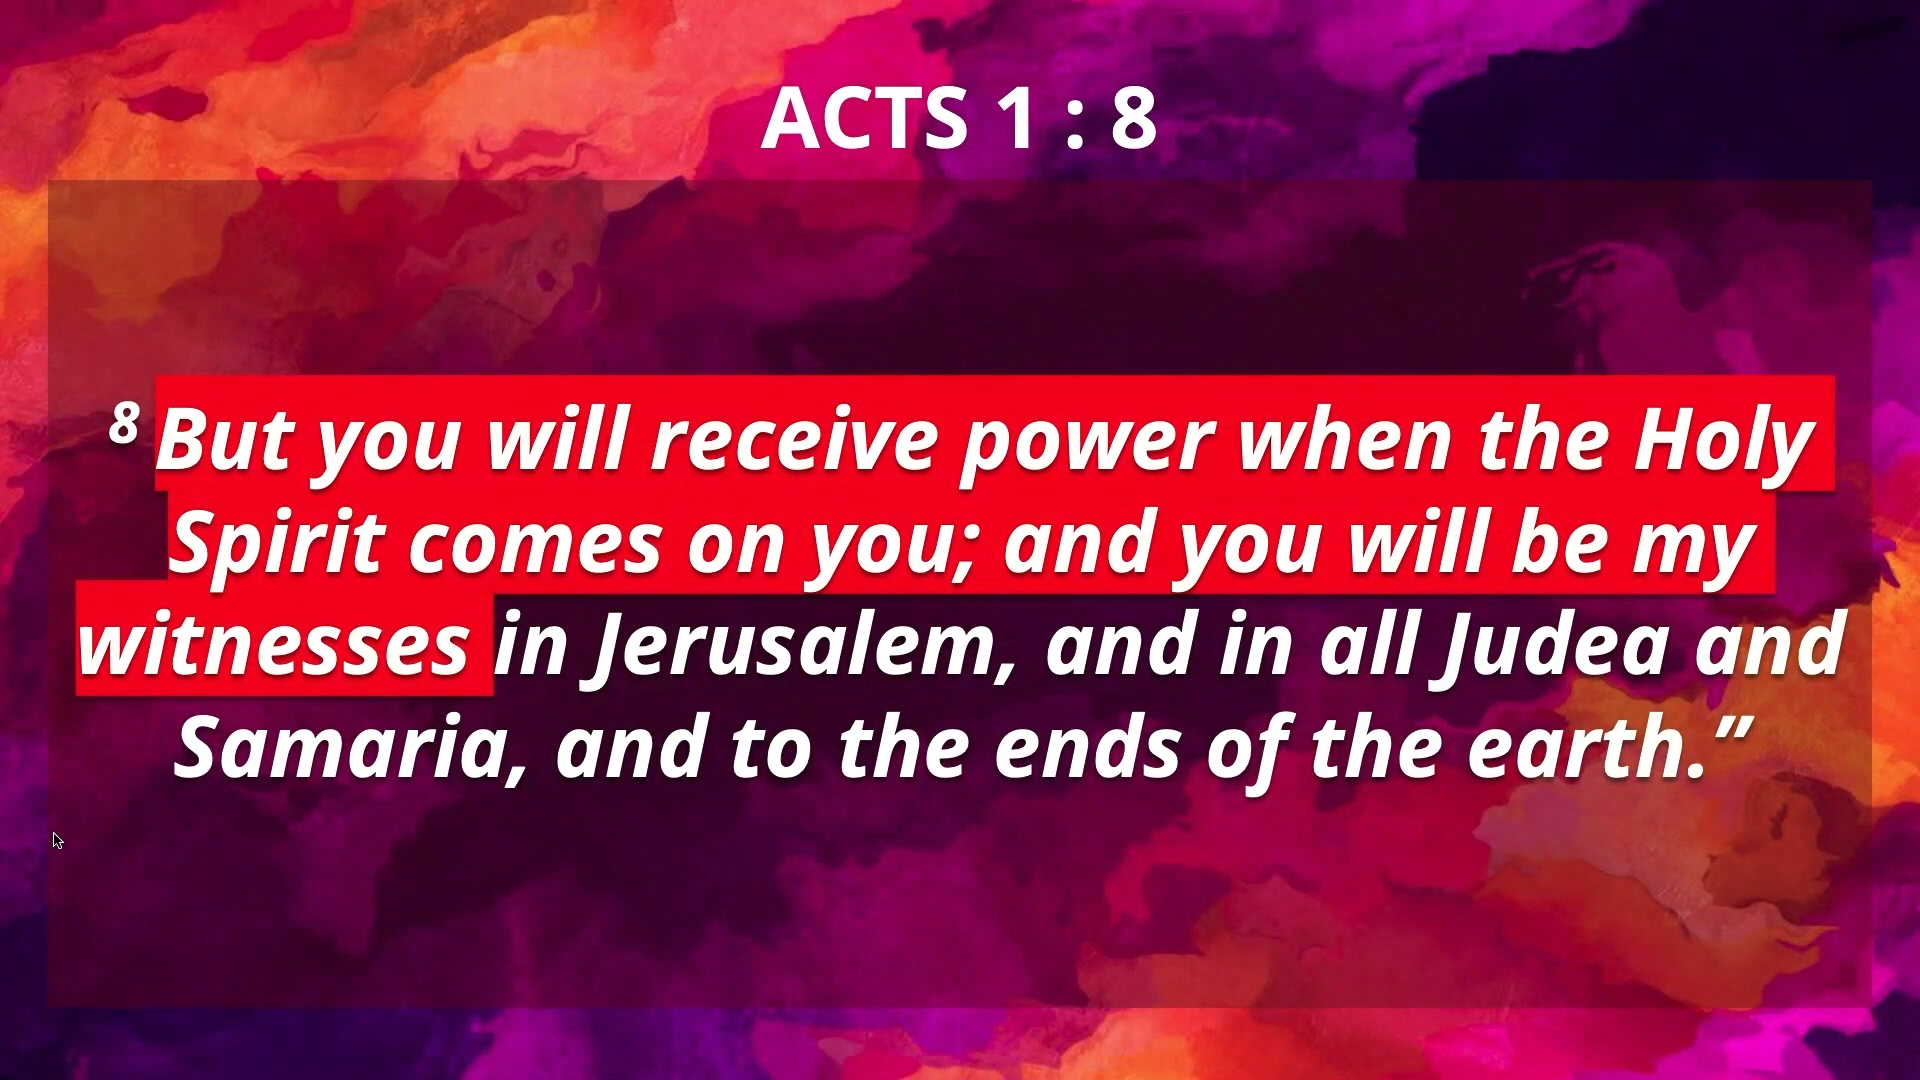 ACTS 1 : 8
8 But you will receive power when the Holy
Spirit comes on you; and you will be my
witnesses in Jerusalem, and in all Judea and
Samaria, and to the ends of the earth.”